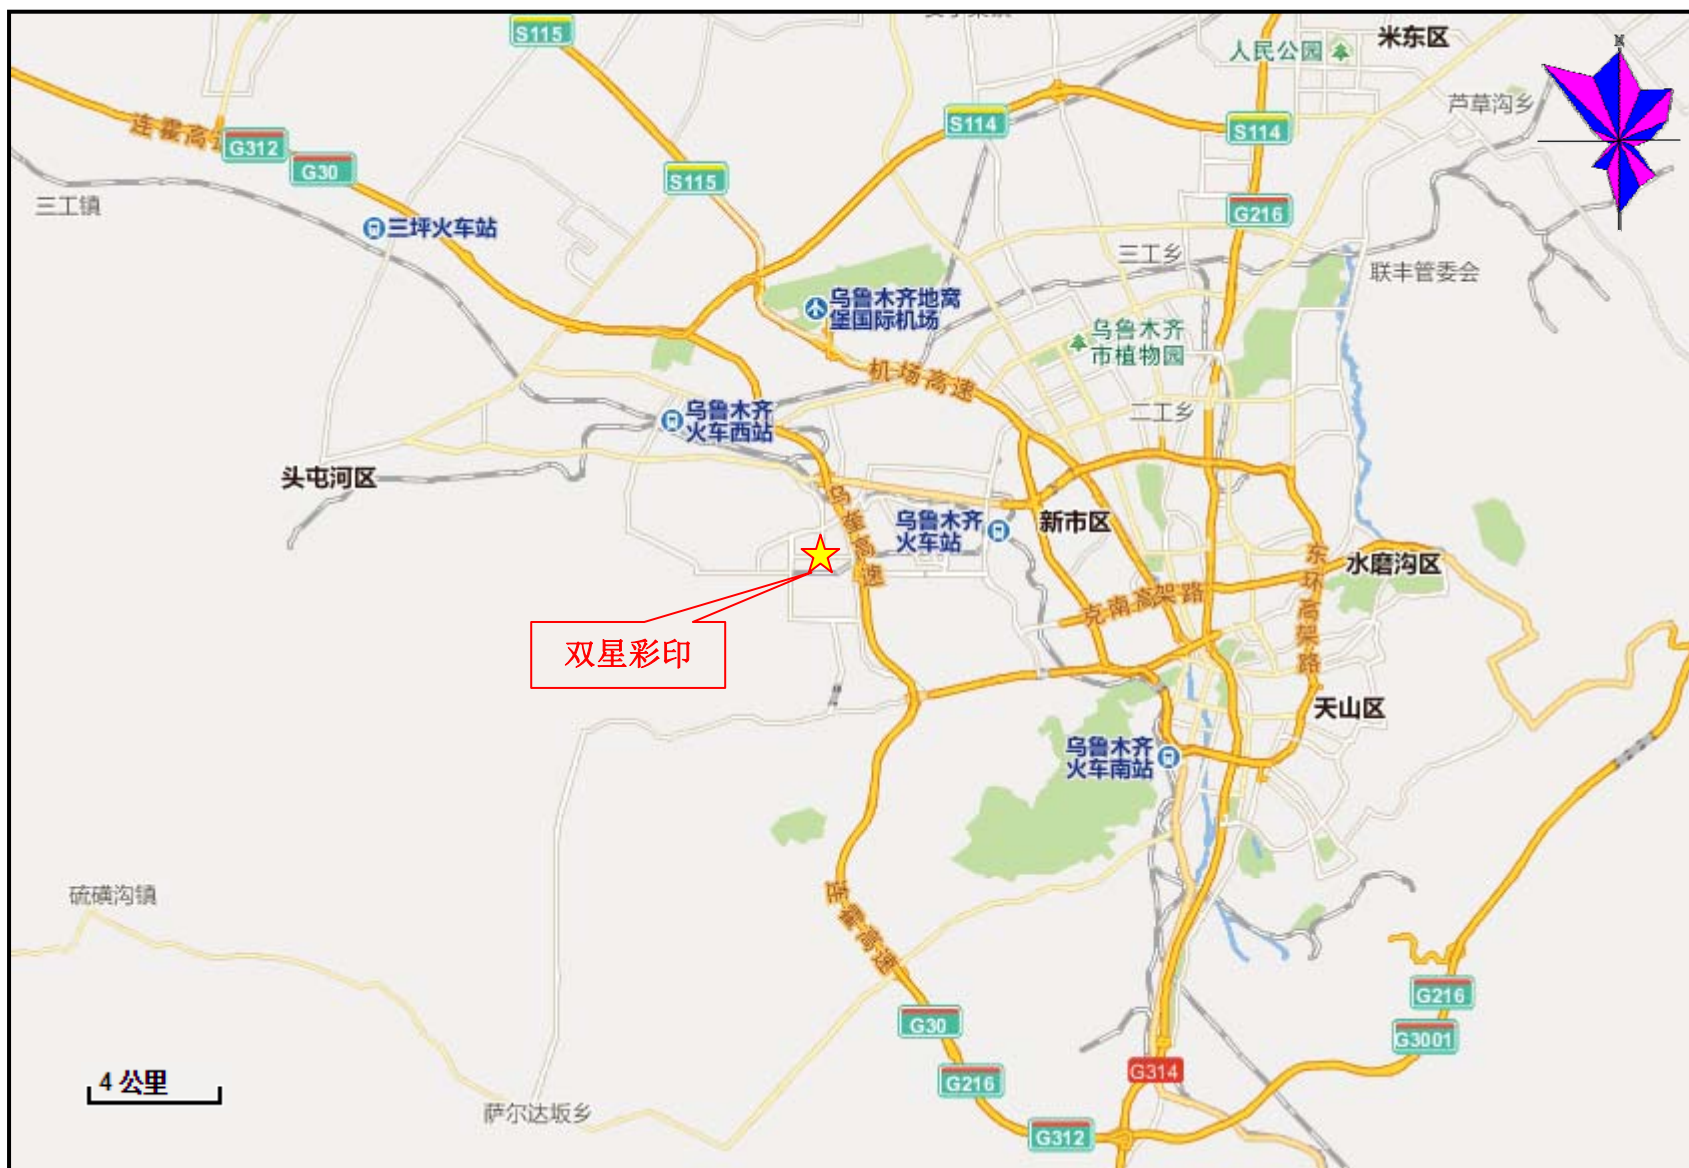 S115
米东区
人民公园
N
芦草沟乡
S114
S114
连霍高
G312
G30
S115
三工镇
G216
三坪火车站
三工乡
联丰管委会
乌鲁木齐地窝
堡国际机场
乌鲁木齐
市植物园
机场高速
二工乡
乌鲁木齐
火车西站
头屯河区
乌奎高速
乌鲁木齐
火车站
新市区
东环高架路
水磨沟区
克南高架路
双星彩印
天山区
乌鲁木齐
火车南站
硫磺沟镇
连霍高速
G216
G30
G3001
G314
4 公里
G216
萨尔达坂乡
G312